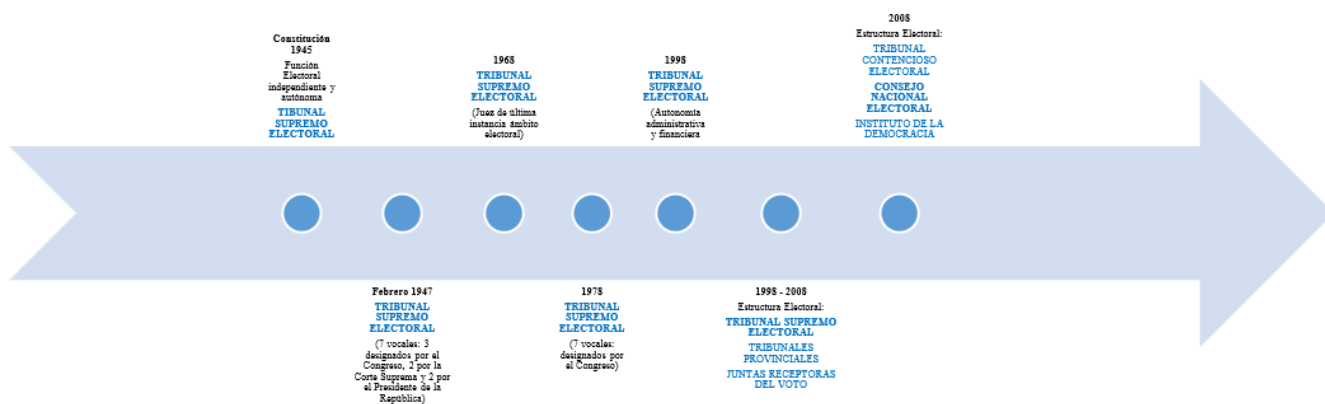 Constitución
1945
Función
Electoral
independiente y
autónoma
TIBUNAL
SUPREMO
ELECTORAL
Febrero 1947
TRIBUNAL
SUPREMO
ELECTORAL
(7 vocales: 3
designados por el
Congreso, 2 por la
Corte Suprema y 2 por
el Presidente de la
República)
1968
TRIBUNAL
SUPREMO
ELECTORAL
(Juez de última
instancia ámbito
electoral)
1978
TRIBUNAL
SUPREMO
ELECTORAL
(7 vocales:
designados por
el Congreso)
1998
TRIBUNAL
SUPREMO
ELECTORAL
(Autonomía
administrativa
y financiera
1998 - 2008
Estructura Electoral:
TRIBUNAL SUPREMO
ELECTORAL
TRIBUNALES
PROVINCIALES
JUNTAS RECEPTORAS
DEL VOTO
2008
Estructura Electoral:
TRIBUNAL
CONTENCIOSO
ELECTORAL
CONSEJO
NACIONAL
ELECTORAL
INSTITUTO DE LA
DEMOCRACIA